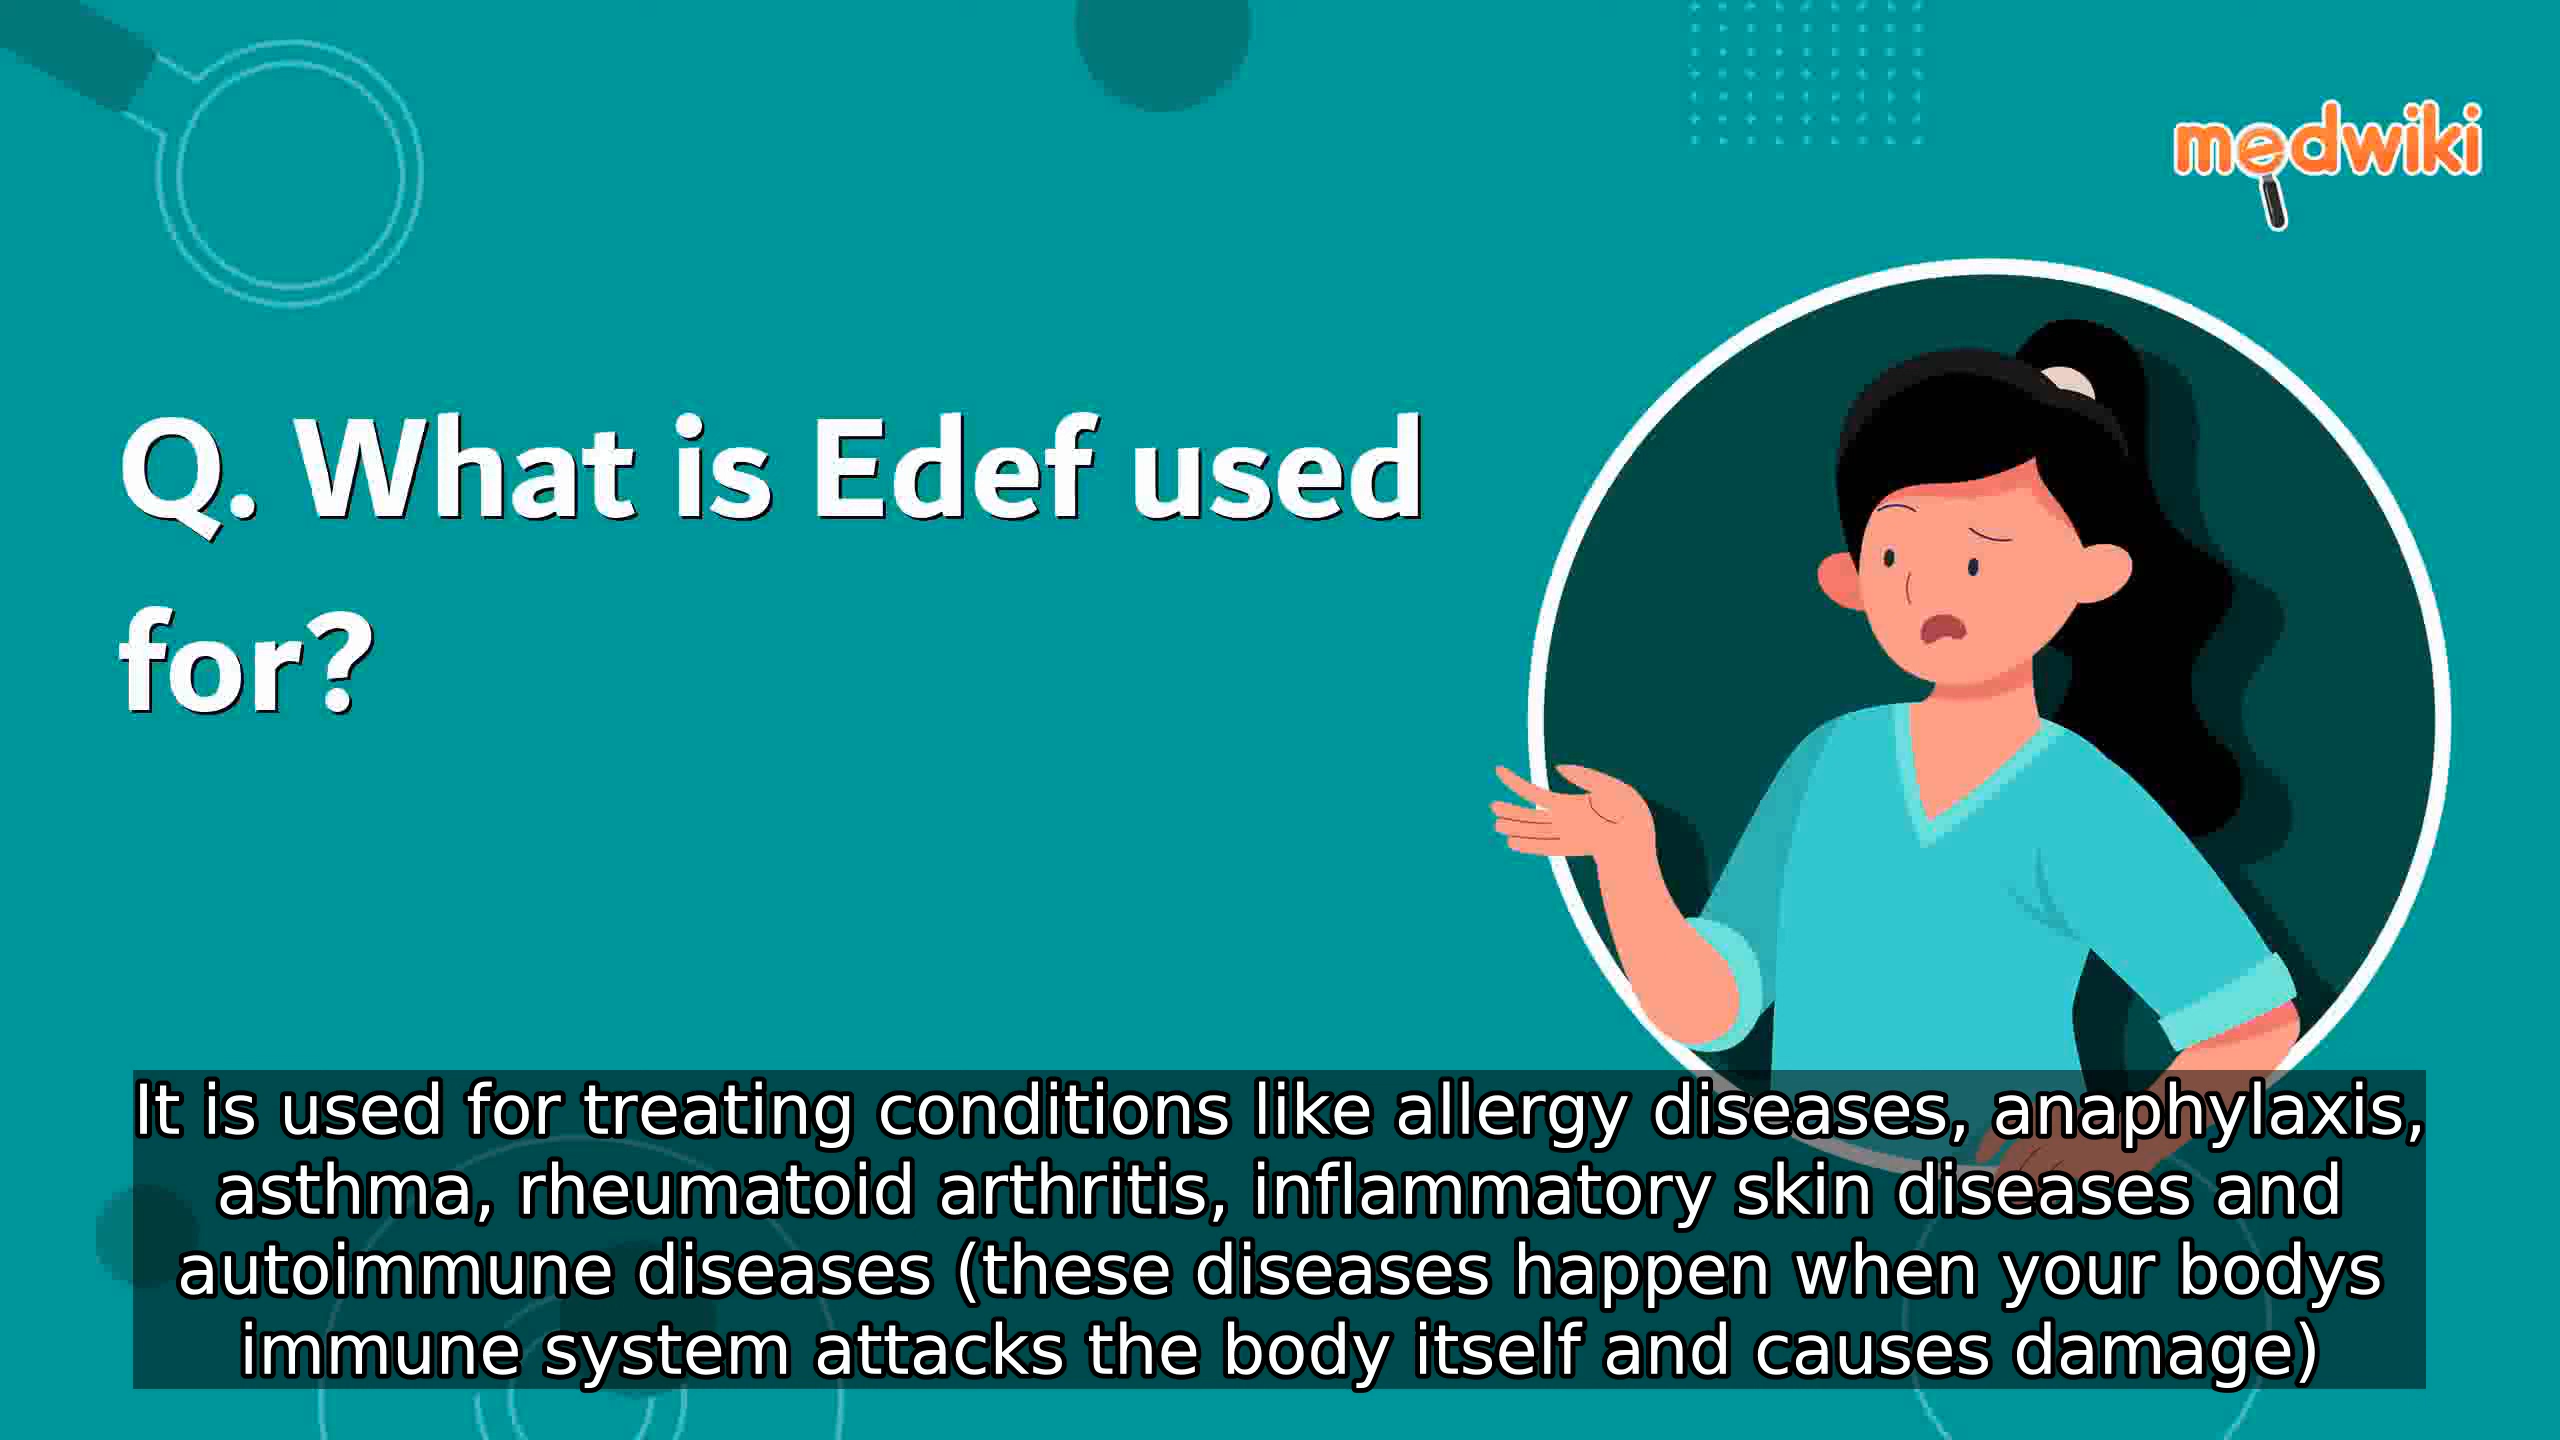 medwiki
Q. What is Edef used
for?
It is used for treating conditions like allergy diseases, anaphylaxis,
asthma, rheumatoid arthritis, inflammatory skin diseases and
autoimmune diseases (these diseases happen when your bodys
immune system attacks the body itself and causes damage)